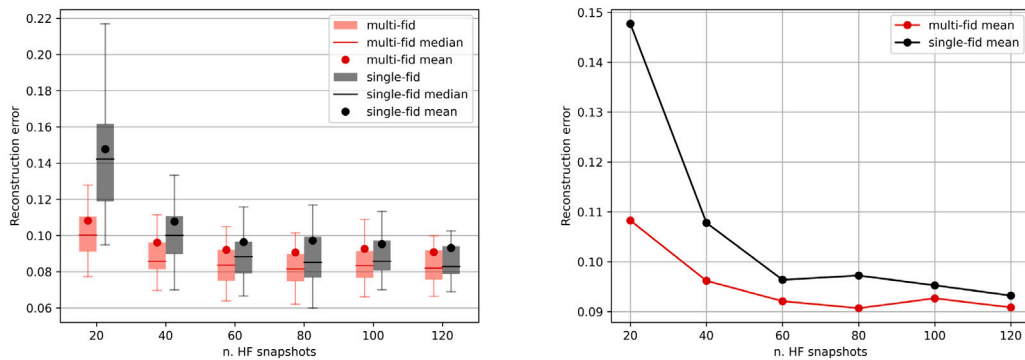 0.22
0.20
0.18
0.16
0.14
0.12
0.10
0.08
0.06
Reconstruction error
20 40 60 80 100 120
n. HF snapshots
multi-fid
multi-fid median
multi-fid mean
single-fid
single-fid median
single-fid mean
0.15
0.14
0.13
0.12
0.11
0.10
0.09
Reconstruction error
20 40 60 80 100 120
n. HF snapshots
multi-fid mean
single-fid mean